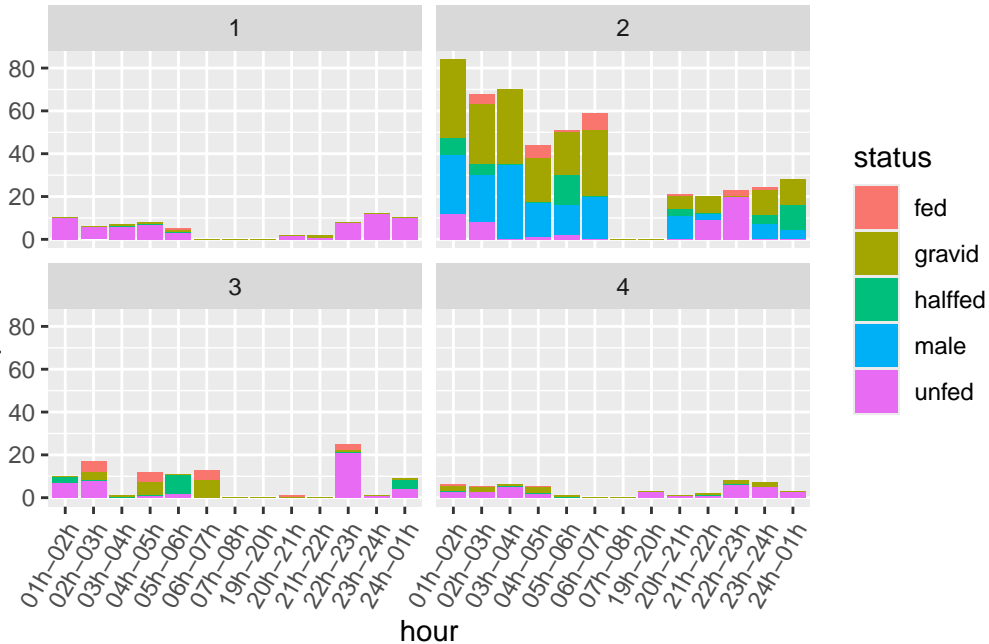 1
2
80
60
40
20
0
3
4
80
60
40
20
0
01h−02h
02h−03h
03h−04h
04h−05h
05h−06h
06h−07h
07h−08h
19h−20h
20h−21h
21h−22h
22h−23h
23h−24h
24h−01h
01h−02h
02h−03h
03h−04h
04h−05h
05h−06h
06h−07h
07h−08h
19h−20h
20h−21h
21h−22h
22h−23h
23h−24h
24h−01h
hour
status
fed
gravid
halffed
male
unfed